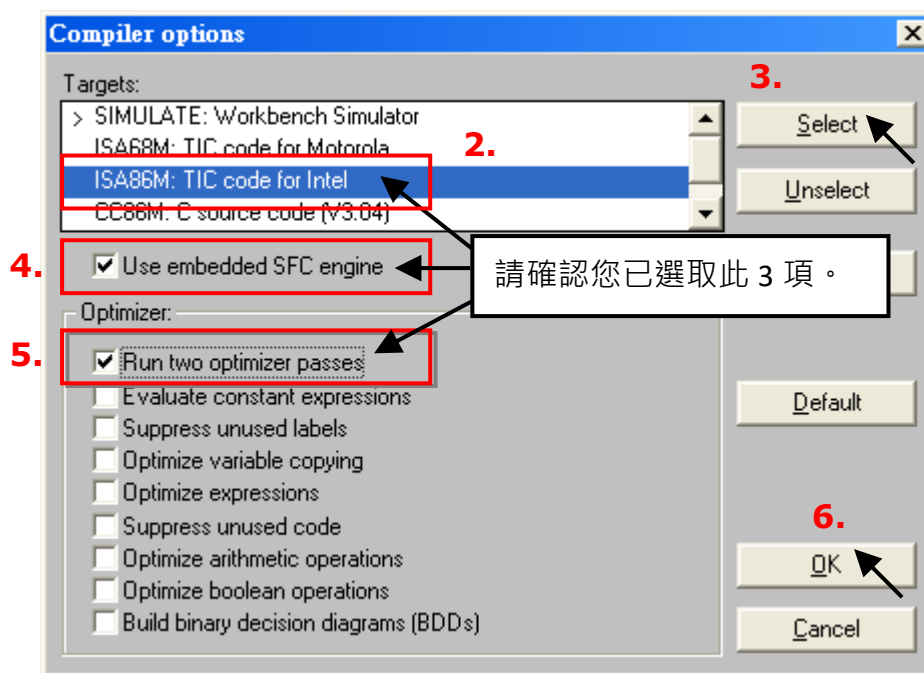 Compiler options
Targets:
3.
> SIMULATE: Workbench Simulator
Select
ISA68M: TIC code for Motorola
2.
ISA86M: TIC code for Intel
Unselect
CC86M: C source code (V3.04)
4.
Use embedded SFC engine
請確認您已選取此 3 項。
Optimizer:
5.
Run two optimizer passes
Evaluate constant expressions
Default
Suppress unused labels
Optimize variable copying
Optimize expressions
6.
Suppress unused code
Optimize arithmetic operations
OK
Optimize boolean operations
Build binary decision diagrams (BDDs)
Cancel